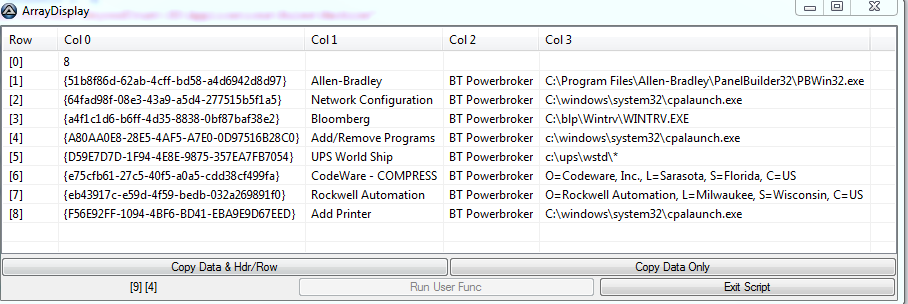 ArrayDisplay
Row Col 0 Col 1 Col 2 Col 3
[0] 8
[1] {51b8f86d-62ab-4cff-bd58-a4d6942d8d97} Allen-Bradley BT Powerbroker C:\Program Files\Allen-Bradley\PanelBuilder32\PBWin32.exe
[2] {64fad98f-08e3-43a9-a5d4-277515b5f1a5} Network Configuration BT Powerbroker C:\windows\system32\cpalaunch.exe
[3] {a4f1c1d6-b6ff-4d35-8838-0bf87baf38e2} Bloomberg BT Powerbroker C:\blp\Wintrv\WINTRV.EXE
[4] {A80AA0E8-28E5-4AF5-A7E0-0D97516B28C0} Add/Remove Programs BT Powerbroker c:\windows\system32\cpalaunch.exe
[5] {D59E7D7D-1F94-4E8E-9875-357EA7FB7054} UPS World Ship BT Powerbroker c:\ups\wstd\*
[6] {e75cfb61-27c5-40f5-a0a5-cdd38cf499fa} CodeWare - COMPRESS BT Powerbroker O=Codeware, Inc., L=Sarasota, S=Florida, C=US
[7] {eb43917c-e59d-4f59-bedb-032a269891f0} Rockwell Automation BT Powerbroker O=Rockwell Automation, L=Milwaukee, S=Wisconsin, C=US
[8] {F56E92FF-1094-4BF6-BD41-EBA9E9D67EED} Add Printer BT Powerbroker C:\windows\system32\cpalaunch.exe
Copy Data & Hdr/Row Copy Data Only
[9] [4] Run User Func Exit Script